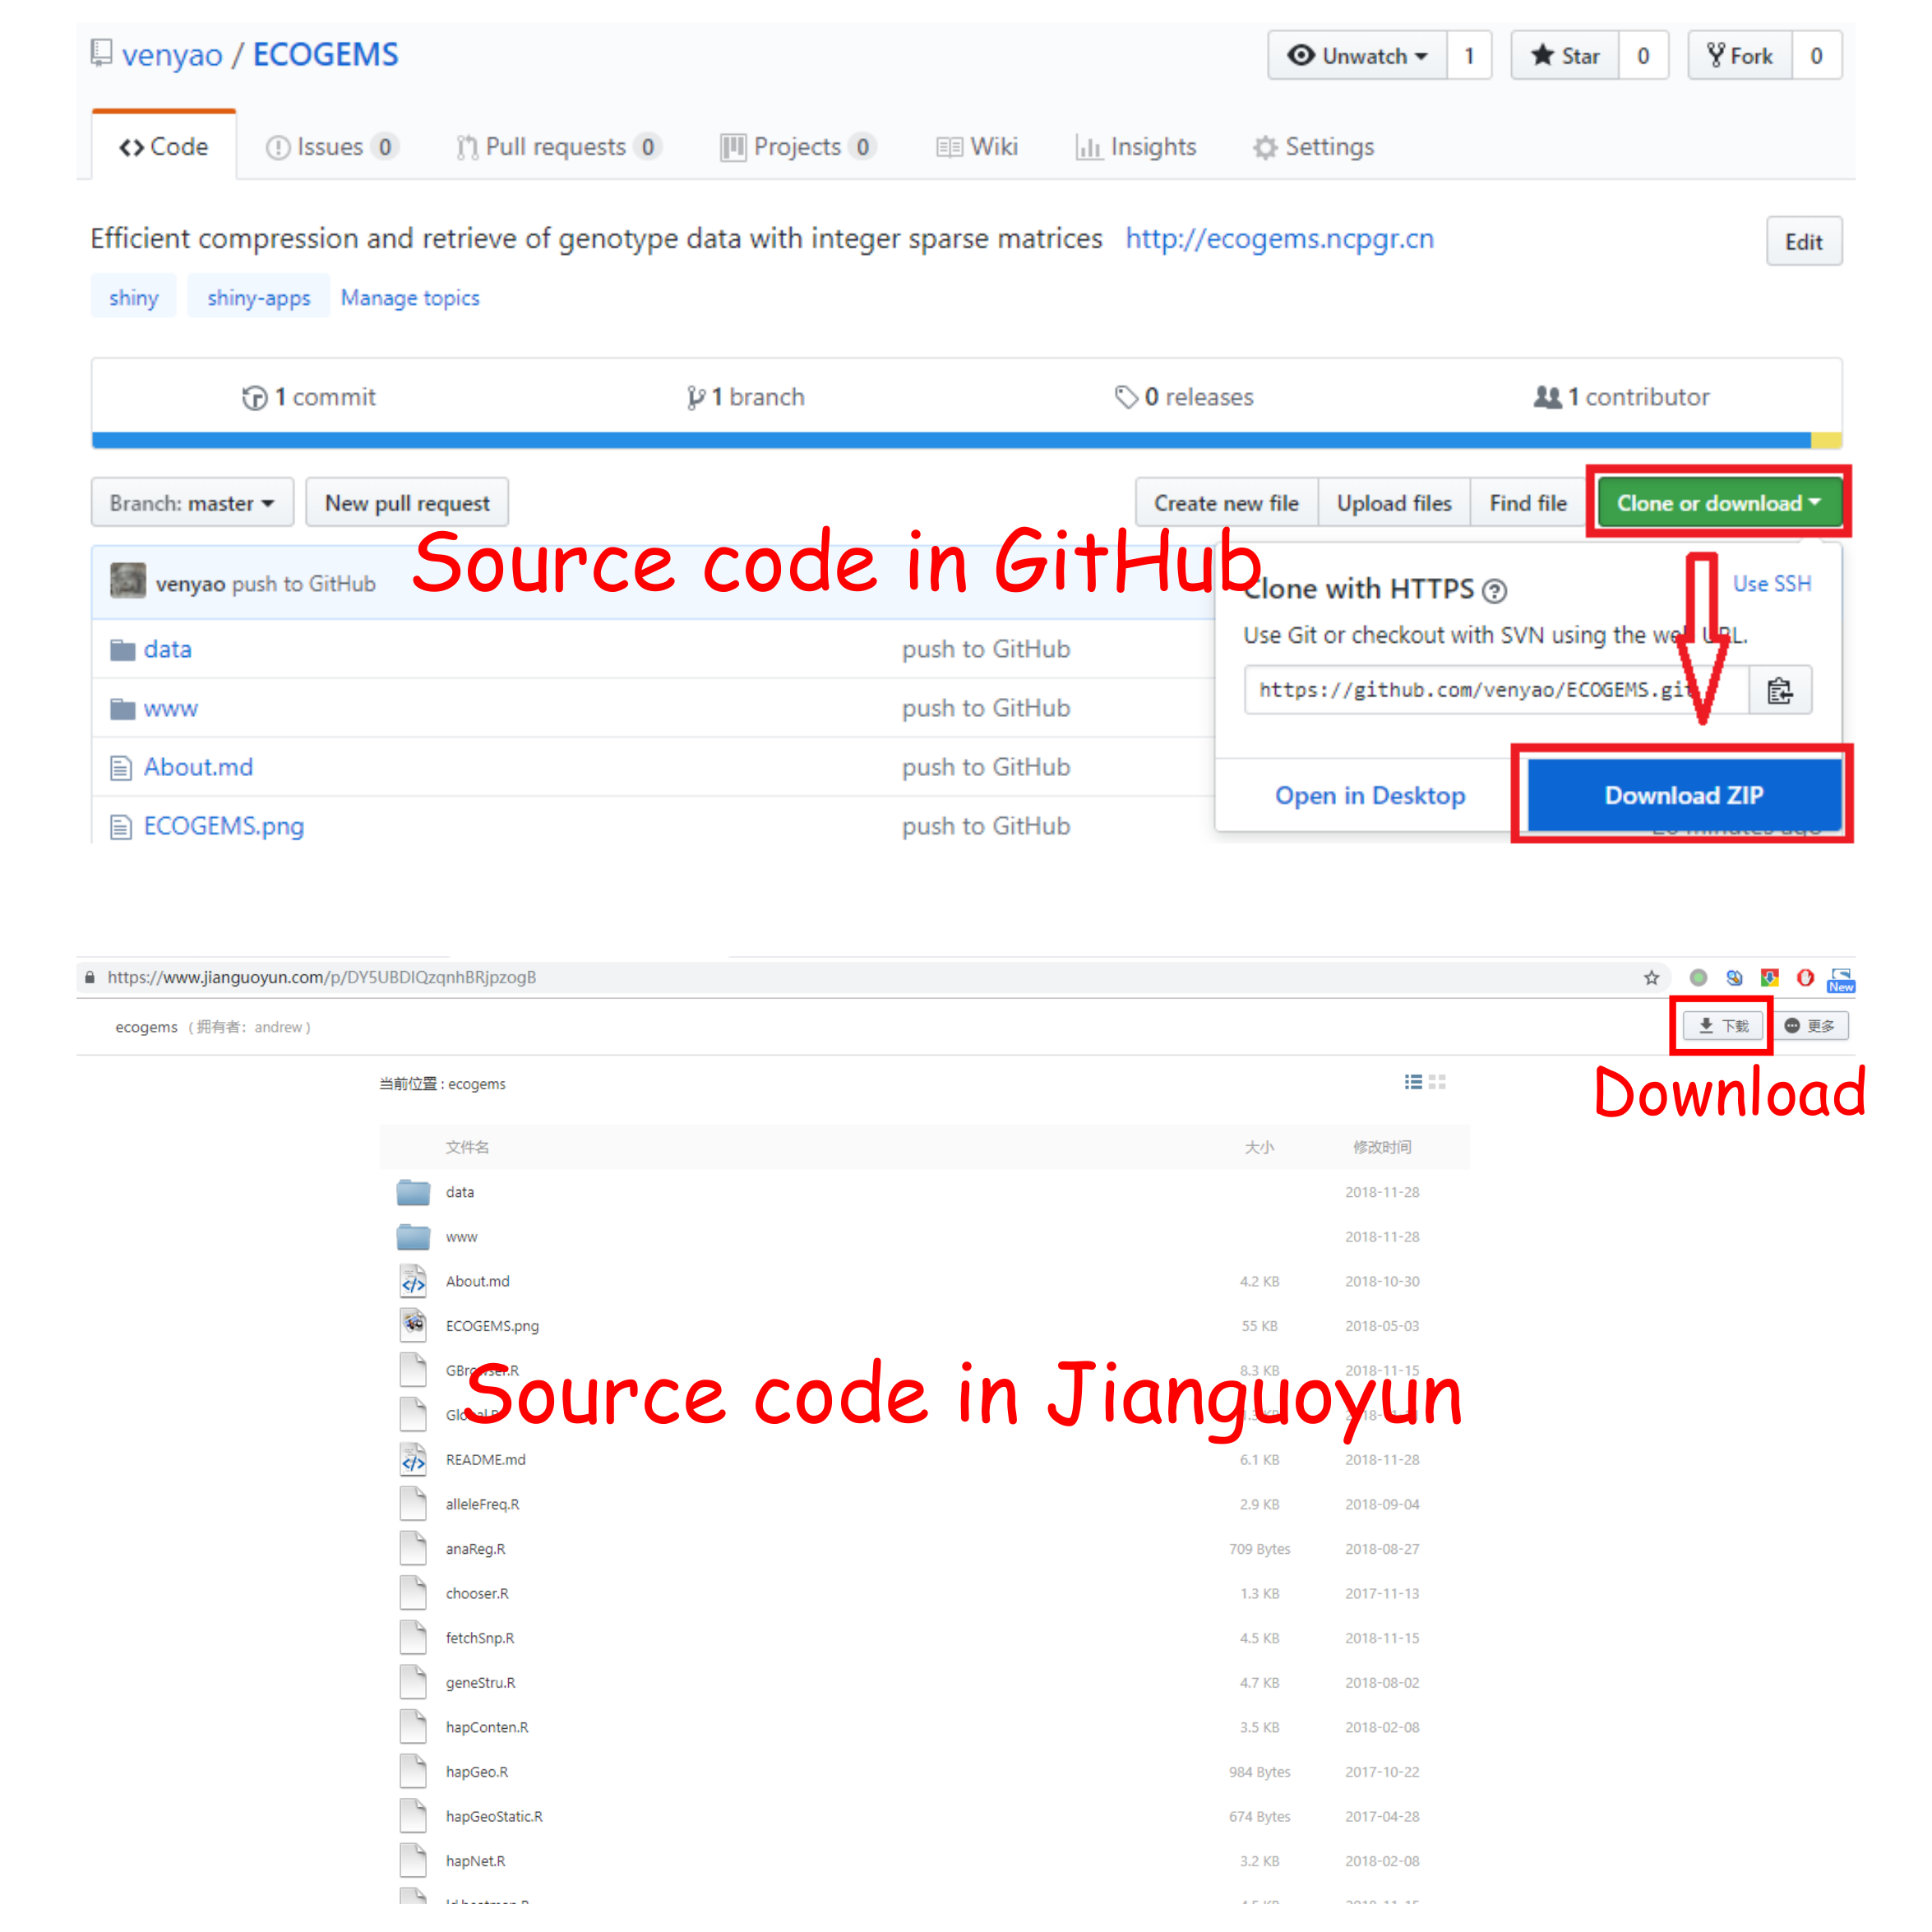 venyao / ECOGEMS
Unwatch 1 Star 0 Fork 0
Code Issues 0 Pull requests 0 Projects 0 Wiki Insights Settings
Efficient compression and retrieve of genotype data with integer sparse matrices http://ecogems.ncpgr.cn Edit
shiny shiny-apps Manage topics
1 commit 1 branch 0 releases 1 contributor
Branch: master New pull request Create new file Upload files Find file Clone or download
Source code in GitHub
venyao push to GitHub
Clone with HTTPS Use SSH
Use Git or checkout with SVN using the web URL.
https://github.com/venyao/ECOGEMS.git
Open in Desktop Download ZIP
data push to GitHub
www push to GitHub
About.md push to GitHub
ECOGEMS.png push to GitHub
https://www.jianguoyun.com/p/DY5UBDIQzqnhBRjpzogB
New
ecogems (拥有者: andrew) 下载 更多
Download
当前位置 : ecogems
文件名 大小 修改时间
data 2018-11-28
www 2018-11-28
About.md 4.2 KB 2018-10-30
ECOGEMS.png 55 KB 2018-05-03
GBrowser.R 8.3 KB 2018-11-15
Source code in Jianguoyun
README.md 6.1 KB 2018-11-28
alleleFreq.R 2.9 KB 2018-09-04
anaReg.R 709 Bytes 2018-08-27
chooser.R 1.3 KB 2017-11-13
fetchSnp.R 4.5 KB 2018-11-15
geneStru.R 4.7 KB 2018-08-02
hapConten.R 3.5 KB 2018-02-08
hapGeo.R 984 Bytes 2017-10-22
hapGeoStatic.R 674 Bytes 2017-04-28
hapNet.R 3.2 KB 2018-02-08